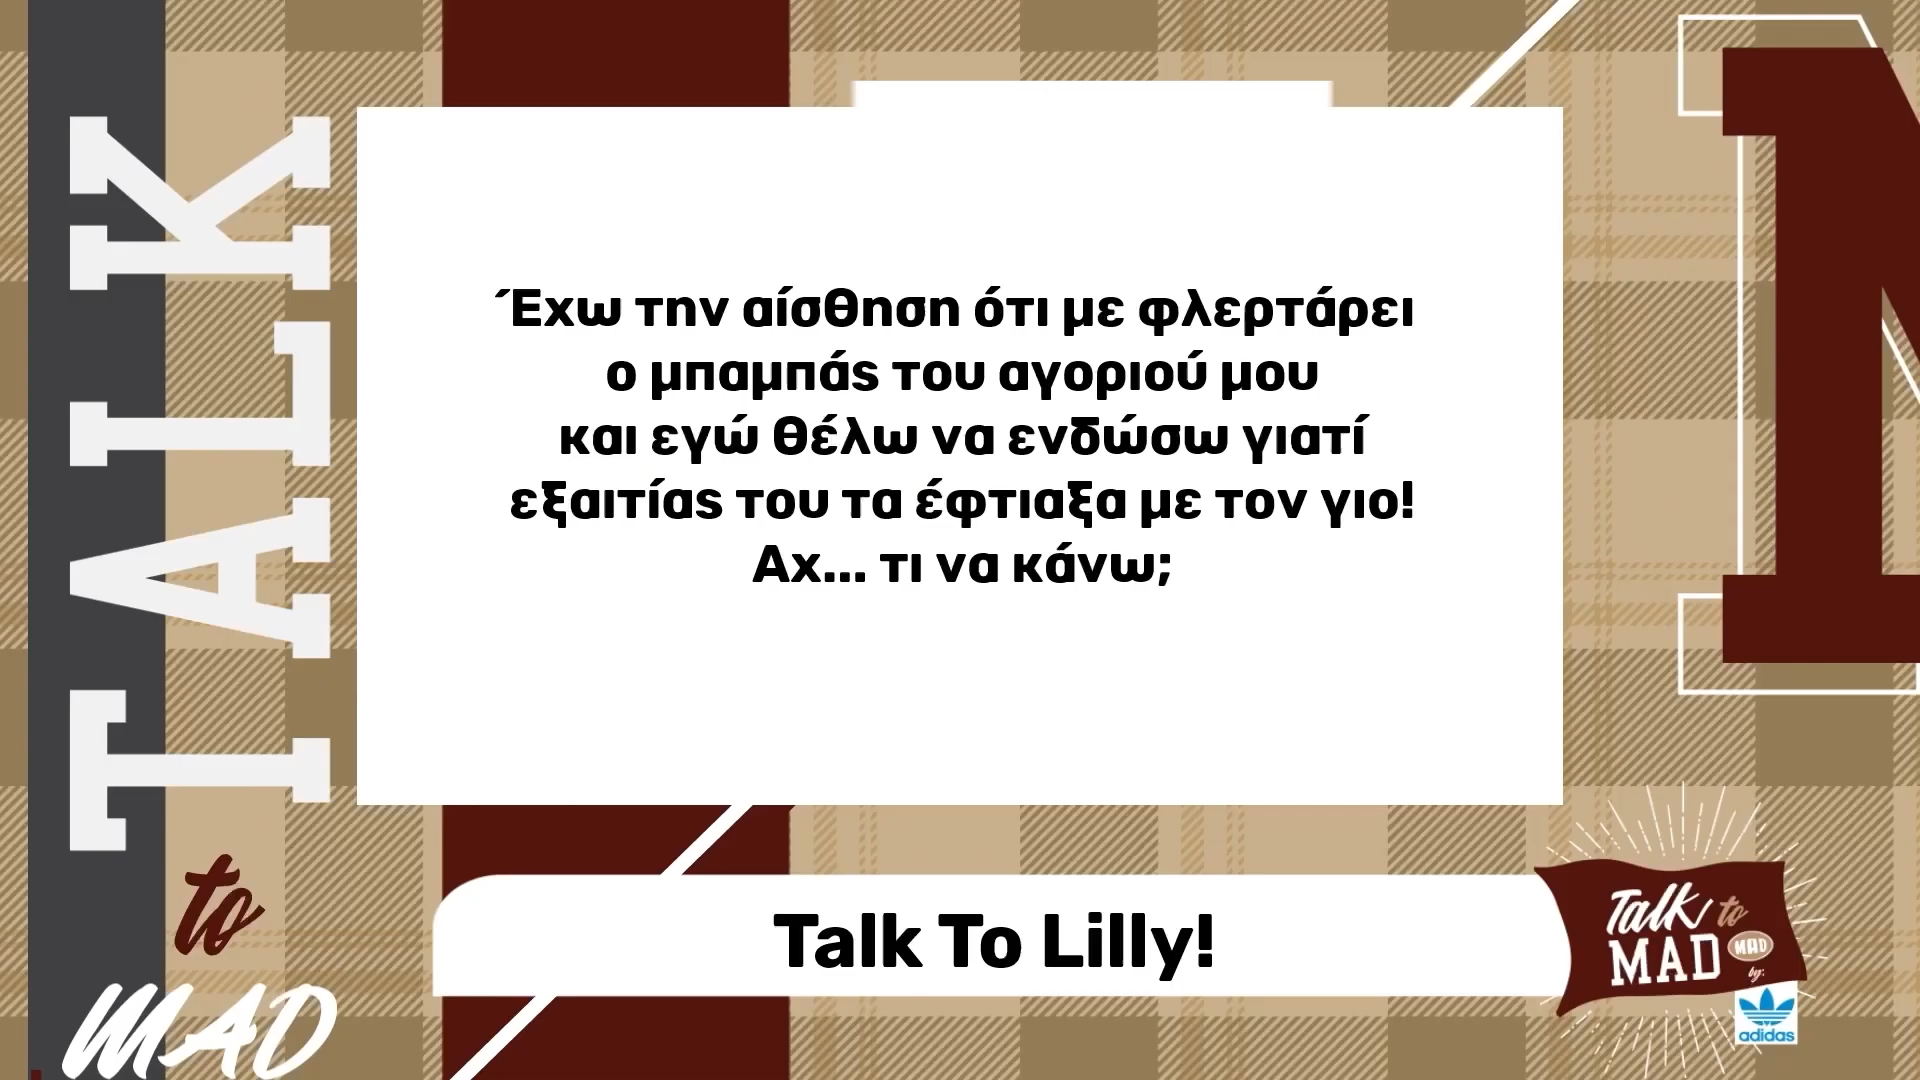 TALK
to
MAD
Έχω την αίσθηση ότι με φλερτάρει
ο μπαμπάς του αγοριού μου
και εγώ θέλω να ενδώσω γιατί
εξαιτίας του τα έφτιαξα με τον γιο!
Αχ... τι να κάνω;
Talk To Lilly!
Talk to
MAD
MAD
by:
adidas